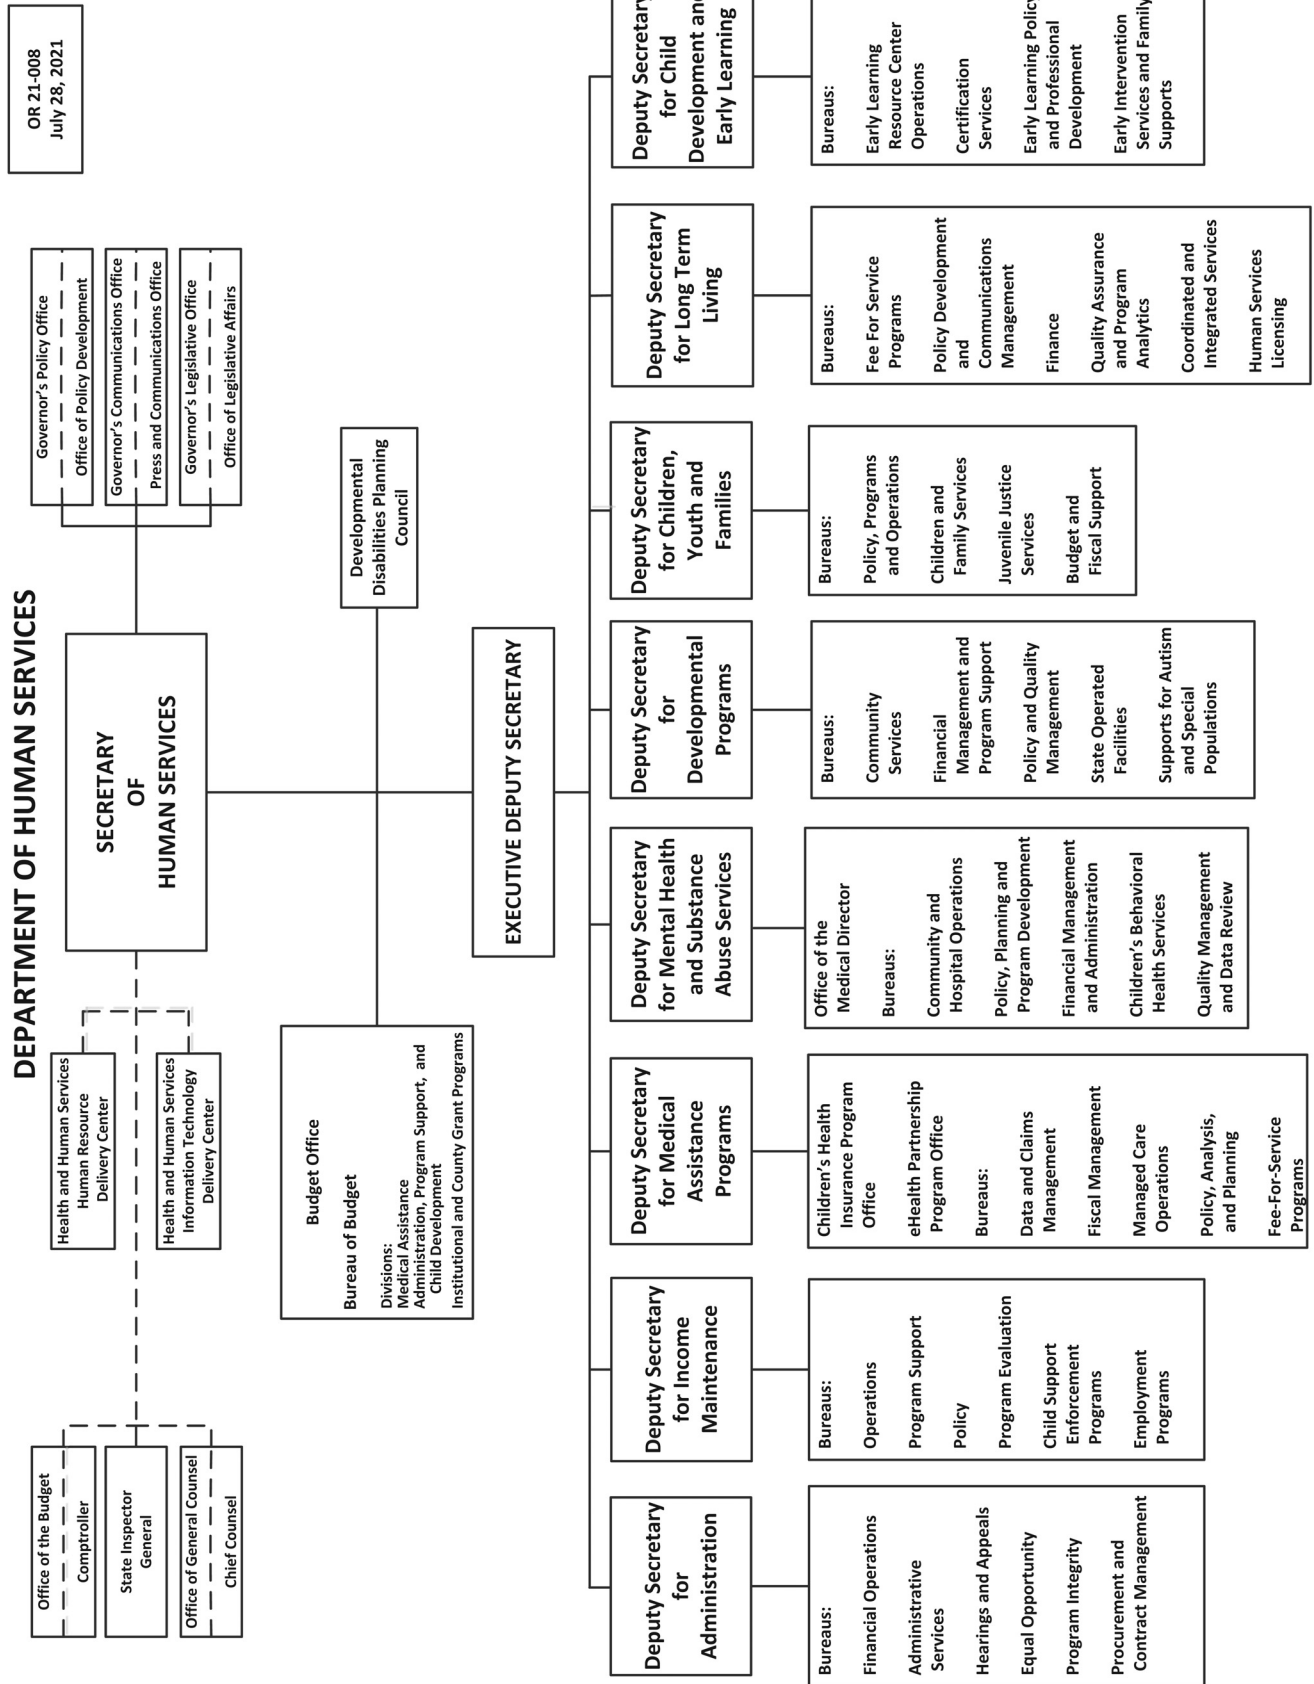 DEPARTMENT OF HUMAN SERVICES
OR 21-008
July 28, 2021
Office of the Budget
Comptroller
State Inspector
General
Office of General Counsel
Chief Counsel
Health and Human Services
Human Resource
Delivery Center
Health and Human Services
Information Technology
Delivery Center
SECRETARY
OF
HUMAN SERVICES
Governor's Policy Office
Office of Policy Development
Governor's Communications Office
Press and Communications Office
Governor's Legislative Office
Office of Legislative Affairs
Budget Office
Bureau of Budget
Divisions:
Medical Assistance
Administration, Program Support, and
Child Development
Institutional and County Grant Programs
Developmental
Disabilities Planning
Council
EXECUTIVE DEPUTY SECRETARY
Deputy Secretary
for
Administration
Bureaus:
Financial Operations
Administrative
Services
Hearings and Appeals
Equal Opportunity
Program Integrity
Procurement and
Contract Management
Deputy Secretary
for Income
Maintenance
Bureaus:
Operations
Program Support
Policy
Program Evaluation
Child Support
Enforcement
Programs
Employment
Programs
Deputy Secretary
for Medical
Assistance
Programs
Children's Health
Insurance Program
Office
eHealth Partnership
Program Office
Bureaus:
Data and Claims
Management
Fiscal Management
Managed Care
Operations
Policy, Analysis,
and Planning
Fee-For-Service
Programs
Deputy Secretary
for Mental Health
and Substance
Abuse Services
Office of the
Medical Director
Bureaus:
Community and
Hospital Operations
Policy, Planning and
Program Development
Financial Management
and Administration
Children's Behavioral
Health Services
Quality Management
and Data Review
Deputy Secretary
for
Developmental
Programs
Bureaus:
Community
Services
Financial
Management and
Program Support
Policy and Quality
Management
State Operated
Facilities
Supports for Autism
and Special
Populations
Deputy Secretary
for Children,
Youth and
Families
Bureaus:
Policy, Programs
and Operations
Children and
Family Services
Juvenile Justice
Services
Budget and
Fiscal Support
Deputy Secretary
for Long Term
Living
Bureaus:
Fee For Service
Programs
Policy Development
and
Communications
Management
Finance
Quality Assurance
and Program
Analytics
Coordinated and
Integrated Services
Human Services
Licensing
Deputy Secretary
for Child
Development and
Early Learning
Bureaus:
Early Learning
Resource Center
Operations
Certification
Services
Early Learning Policy
and Professional
Development
Early Intervention
Services and Family
Supports